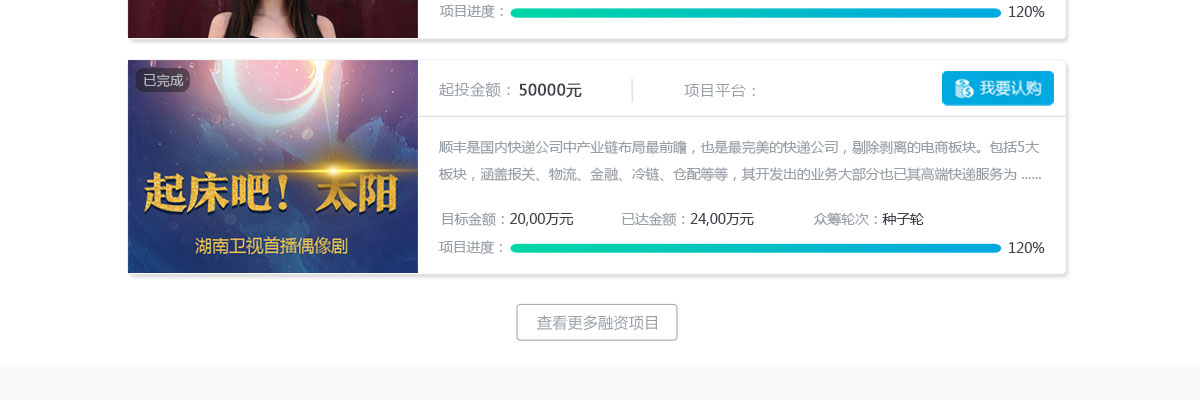 项目进度： 120%
已完成
起投金额：50000元 项目平台：
我要认购
起床吧！太阳
湖南卫视首播偶像剧
顺丰是国内快递公司中产业链布局最前瞻，也是最完美的快递公司，剔除剥离的电商板块。包括5大
板块，涵盖报关、物流、金融、冷链、仓配等等，其开发出的业务大部分也已其高端快递服务为 ......
目标金额：20,00万元 已达金额：24,00万元 众筹轮次：种子轮
项目进度： 120%
查看更多融资项目